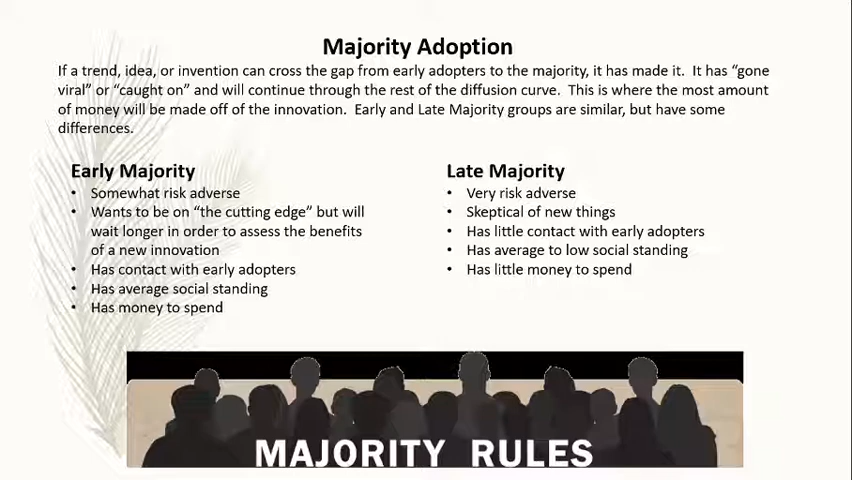 Majority Adoption
If a trend, idea, or invention can cross the gap from early adopters to the majority, it has made it.  It has “gone
viral” or “caught on” and will continue through the rest of the diffusion curve.  This is where the most amount
of money will be made off of the innovation.  Early and Late Majority groups are similar, but have some
differences.
Early Majority
• Somewhat risk adverse
• Wants to be on “the cutting edge” but will
wait longer in order to assess the benefits
of a new innovation
• Has contact with early adopters
• Has average social standing
• Has money to spend
Late Majority
• Very risk adverse
• Skeptical of new things
• Has little contact with early adopters
• Has average to low social standing
• Has little money to spend
MAJORITY RULES